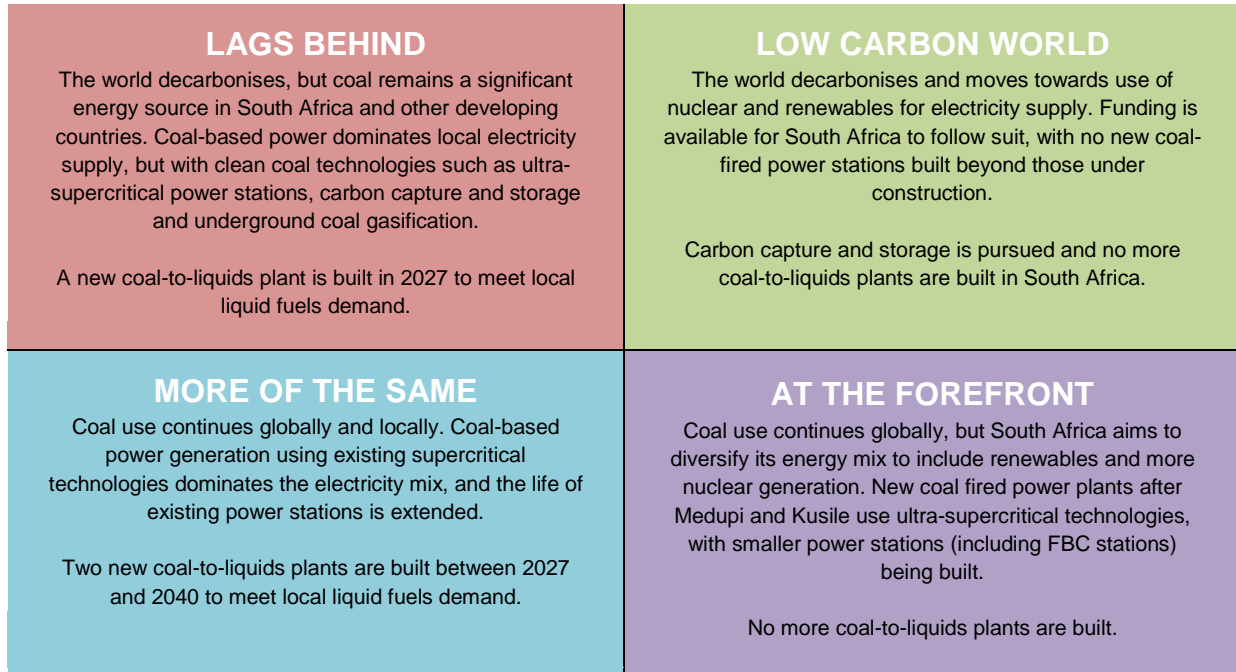 LAGS BEHIND
The world decarbonises, but coal remains a significant
energy source in South Africa and other developing
countries. Coal-based power dominates local electricity
supply, but with clean coal technologies such as ultra-
supercritical power stations, carbon capture and storage
and underground coal gasification.
A new coal-to-liquids plant is built in 2027 to meet local
liquid fuels demand.
LOW CARBON WORLD
The world decarbonises and moves towards use of
nuclear and renewables for electricity supply. Funding is
available for South Africa to follow suit, with no new coal-
fired power stations built beyond those under
construction.
Carbon capture and storage is pursued and no more
coal-to-liquids plants are built in South Africa.
MORE OF THE SAME
Coal use continues globally and locally. Coal-based
power generation using existing supercritical
technologies dominates the electricity mix, and the life of
existing power stations is extended.
Two new coal-to-liquids plants are built between 2027
and 2040 to meet local liquid fuels demand.
AT THE FOREFRONT
Coal use continues globally, but South Africa aims to
diversify its energy mix to include renewables and more
nuclear generation. New coal fired power plants after
Medupi and Kusile use ultra-supercritical technologies,
with smaller power stations (including FBC stations)
being built.
No more coal-to-liquids plants are built.